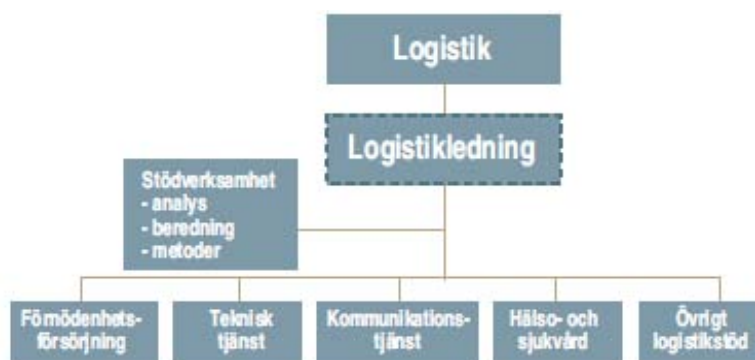 Logistik
Logistikledning
Stödverksamhet
- analys
- beredning
- metoder
Förnödenhets-
försörjning
Teknisk
tjänst
Kommunikations-
tjänst
Hälso- och
sjukvård
Övrigt
logistikstöd